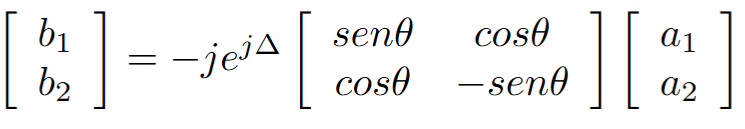 [ b₁ ] = −je^{jΔ} [ senθ cosθ ] [ a₁ ]
[ b₂ ] [ cosθ −senθ ] [ a₂ ]